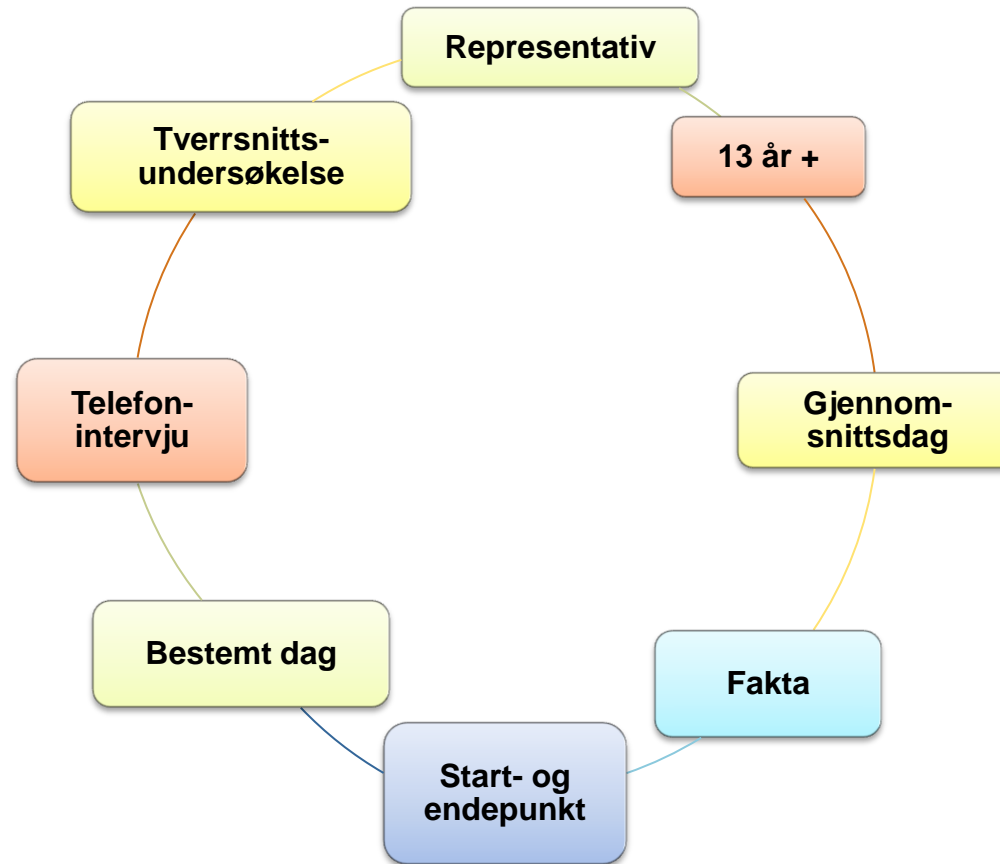 Representativ
13 år +
Gjennom-
snittsdag
Fakta
Start- og
endepunkt
Bestemt dag
Telefon-
intervju
Tverrsnitts-
undersøkelse